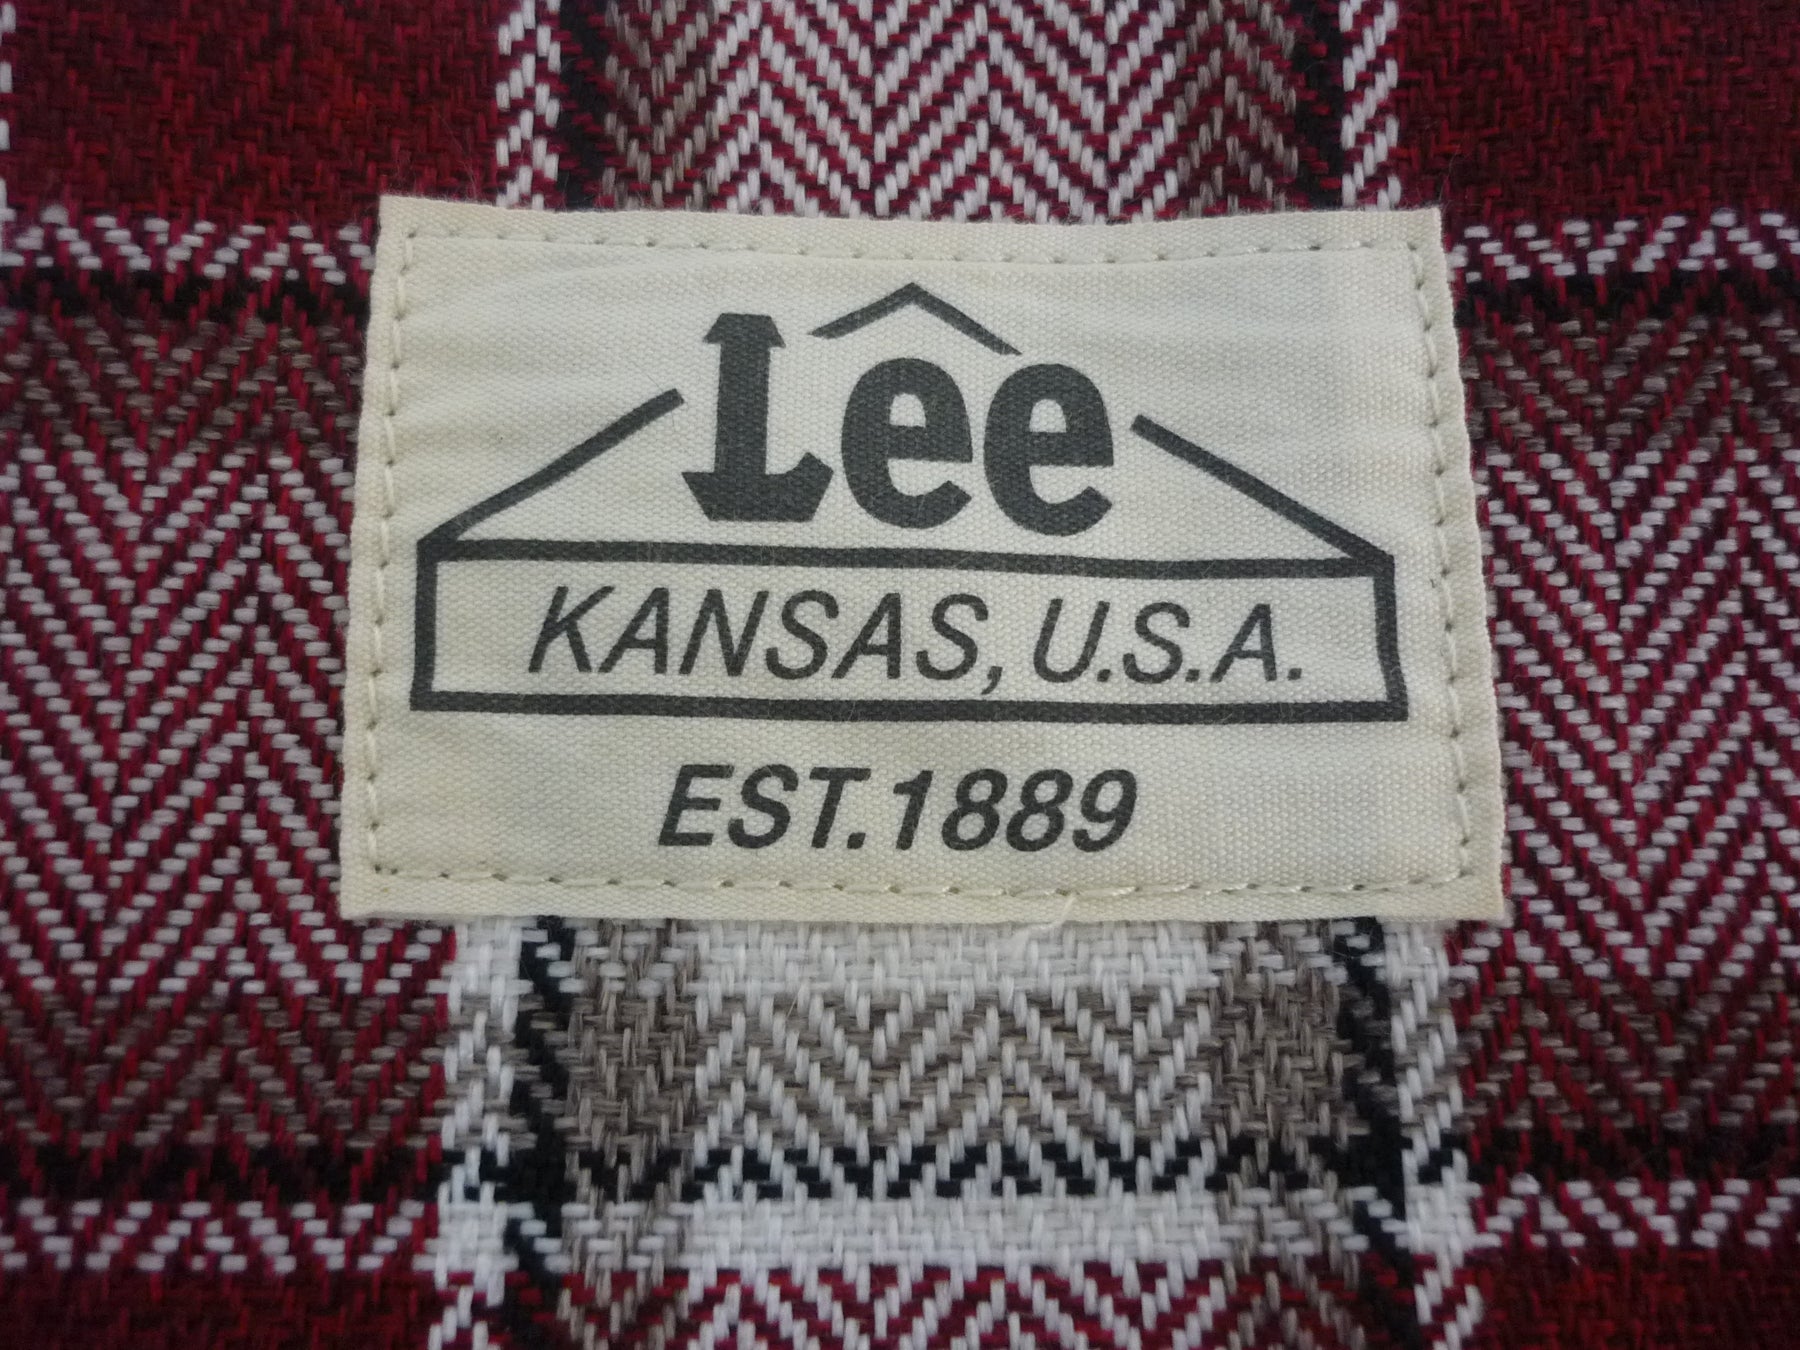 Lee
KANSAS, U.S.A.
EST.1889